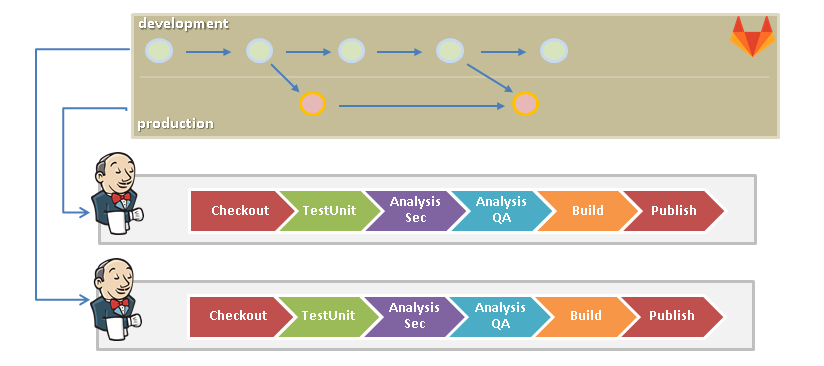 development
production
Checkout
TestUnit
Analysis
Sec
Analysis
QA
Build
Publish
Checkout
TestUnit
Analysis
Sec
Analysis
QA
Build
Publish